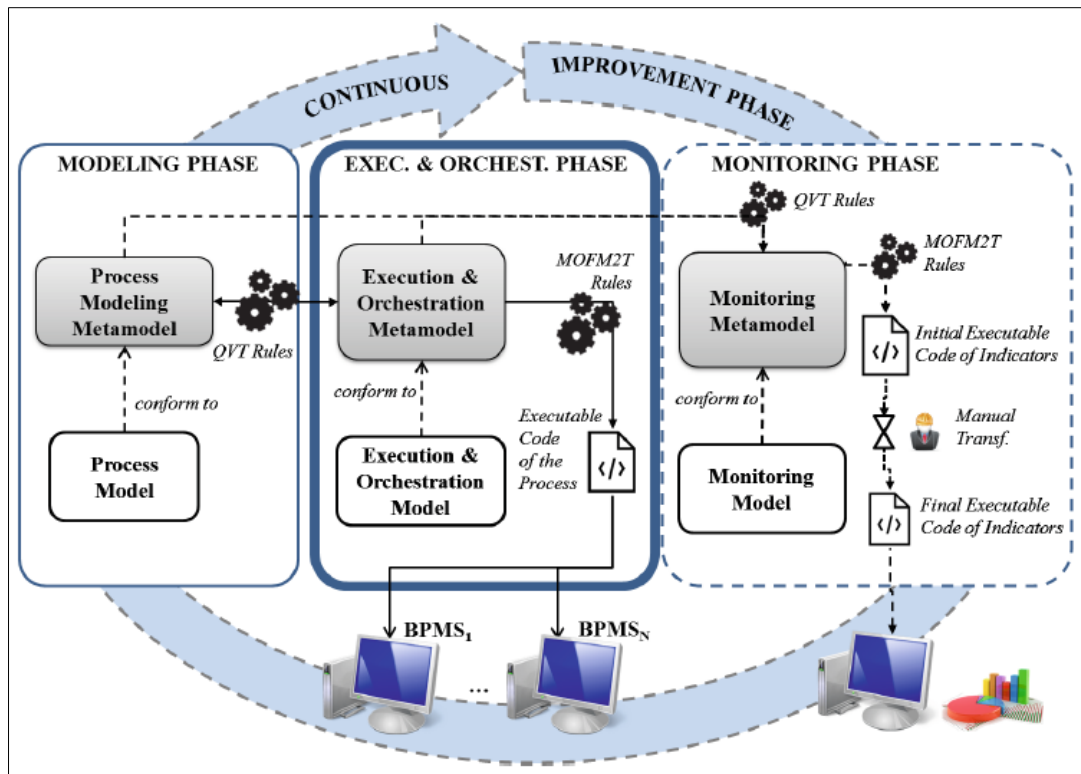 CONTINUOUS
IMPROVEMENT PHASE
MODELING PHASE
Process
Modeling
Metamodel
QVT Rules
conform to
Process
Model
EXEC. & ORCHEST. PHASE
Execution &
Orchestration
Metamodel
MOFM2T
Rules
conform to
Execution &
Orchestration
Model
Executable
Code
of the
Process
</>
MONITORING PHASE
QVT Rules
MOFM2T
Rules
Monitoring
Metamodel
</>
Initial Executable
Code of Indicators
conform to
Manual
Transf.
Monitoring
Model
</>
Final Executable
Code of Indicators
BPMS1
...
BPMSN